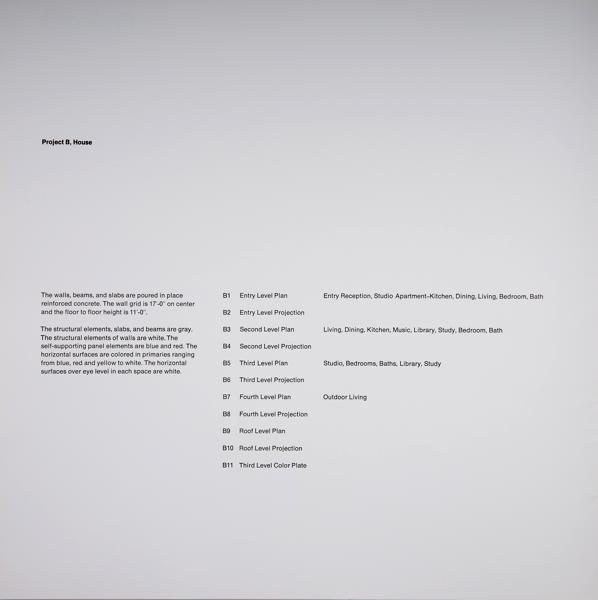 Project B, House
The walls, beams, and slabs are poured in place
reinforced concrete. The wall grid is 17'-0" on center
and the floor to floor height is 11'-0".
The structural elements, slabs, and beams are gray.
The structural elements of walls are white. The
self-supporting panel elements are blue and red. The
horizontal surfaces are colored in primaries ranging
from blue, red and yellow to white. The horizontal
surfaces over eye level in each space are white.
B1 Entry Level Plan Entry Reception, Studio Apartment–Kitchen, Dining, Living, Bedroom, Bath
B2 Entry Level Projection
B3 Second Level Plan Living, Dining, Kitchen, Music, Library, Study, Bedroom, Bath
B4 Second Level Projection
B5 Third Level Plan Studio, Bedrooms, Baths, Library, Study
B6 Third Level Projection
B7 Fourth Level Plan Outdoor Living
B8 Fourth Level Projection
B9 Roof Level Plan
B10 Roof Level Projection
B11 Third Level Color Plate